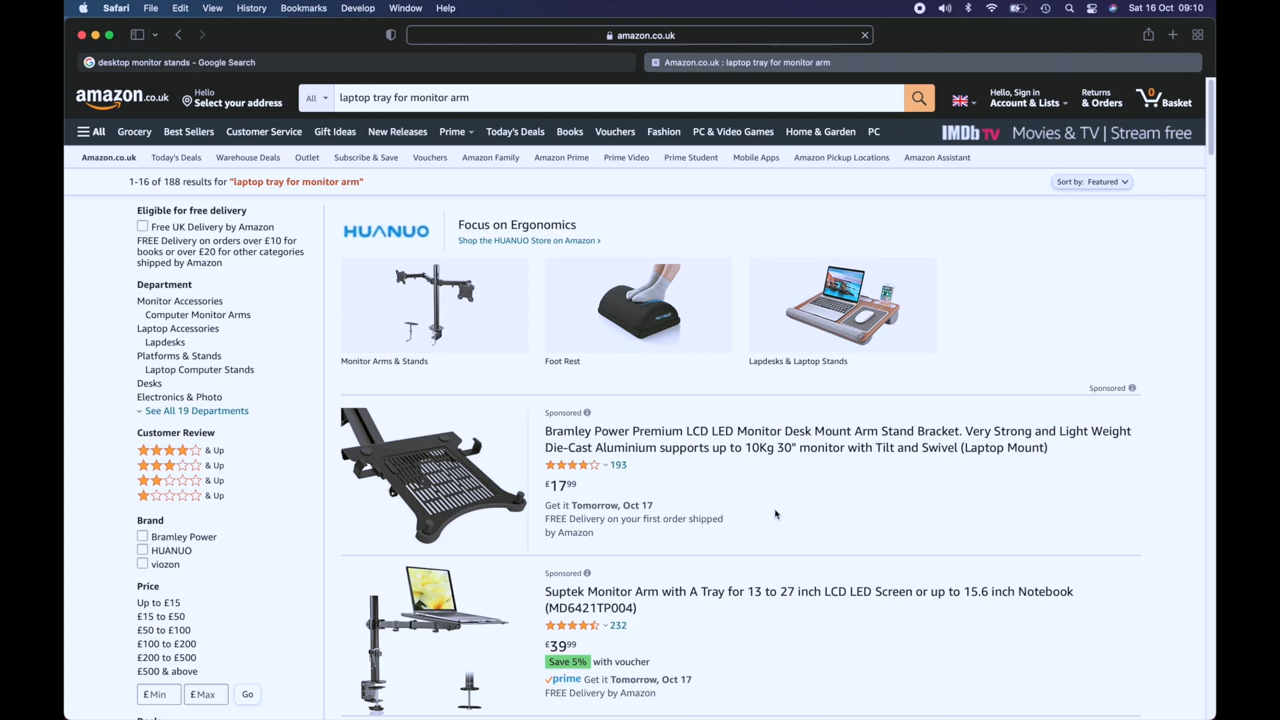 Safari File Edit View History Bookmarks Develop Window Help
Sat 16 Oct 09:10
amazon.co.uk
desktop monitor stands - Google Search
Amazon.co.uk : laptop tray for monitor arm
amazon.co.uk
Hello
Select your address
All
laptop tray for monitor arm
Hello, Sign in
Account & Lists
Returns
& Orders
0
Basket
All Grocery Best Sellers Customer Service Gift Ideas New Releases Prime Today's Deals Books Vouchers Fashion PC & Video Games Home & Garden PC
IMDb TV Movies & TV | Stream free
Amazon.co.uk Today's Deals Warehouse Deals Outlet Subscribe & Save Vouchers Amazon Family Amazon Prime Prime Video Prime Student Mobile Apps Amazon Pickup Locations Amazon Assistant
1-16 of 188 results for "laptop tray for monitor arm"
Sort by: Featured
Eligible for free delivery
Free UK Delivery by Amazon
FREE Delivery on orders over £10 for
books or over £20 for other categories
shipped by Amazon
Department
Monitor Accessories
Computer Monitor Arms
Laptop Accessories
Lapdesks
Platforms & Stands
Laptop Computer Stands
Desks
Electronics & Photo
See All 19 Departments
Customer Review
& Up
& Up
& Up
& Up
Brand
Bramley Power
HUANUO
viozon
Price
Up to £15
£15 to £50
£50 to £100
£100 to £200
£200 to £500
£500 & above
£ Min £ Max Go
HUANUO
Focus on Ergonomics
Shop the HUANUO Store on Amazon ›
Monitor Arms & Stands
Foot Rest
Lapdesks & Laptop Stands
Sponsored
Sponsored
Bramley Power Premium LCD LED Monitor Desk Mount Arm Stand Bracket. Very Strong and Light Weight
Die-Cast Aluminium supports up to 10Kg 30" monitor with Tilt and Swivel (Laptop Mount)
193
£17.99
Get it Tomorrow, Oct 17
FREE Delivery on your first order shipped
by Amazon
Sponsored
Suptek Monitor Arm with A Tray for 13 to 27 inch LCD LED Screen or up to 15.6 inch Notebook
(MD6421TP004)
232
£39.99
Save 5% with voucher
prime Get it Tomorrow, Oct 17
FREE Delivery by Amazon